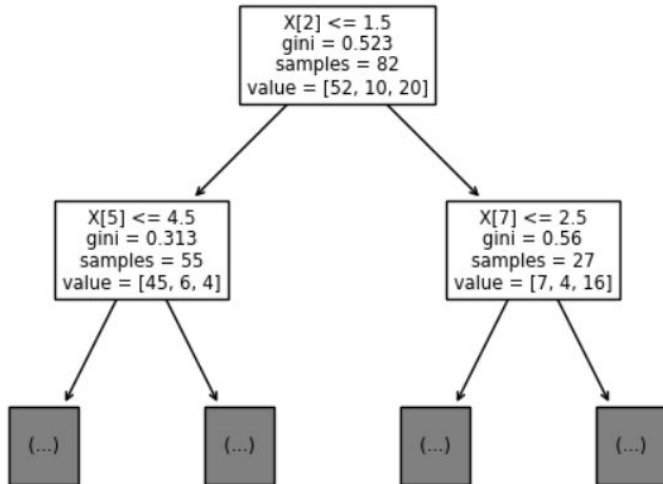 X[2] <= 1.5
gini = 0.523
samples = 82
value = [52, 10, 20]
X[5] <= 4.5
gini = 0.313
samples = 55
value = [45, 6, 4]
X[7] <= 2.5
gini = 0.56
samples = 27
value = [7, 4, 16]
(...)
(...)
(...)
(...)